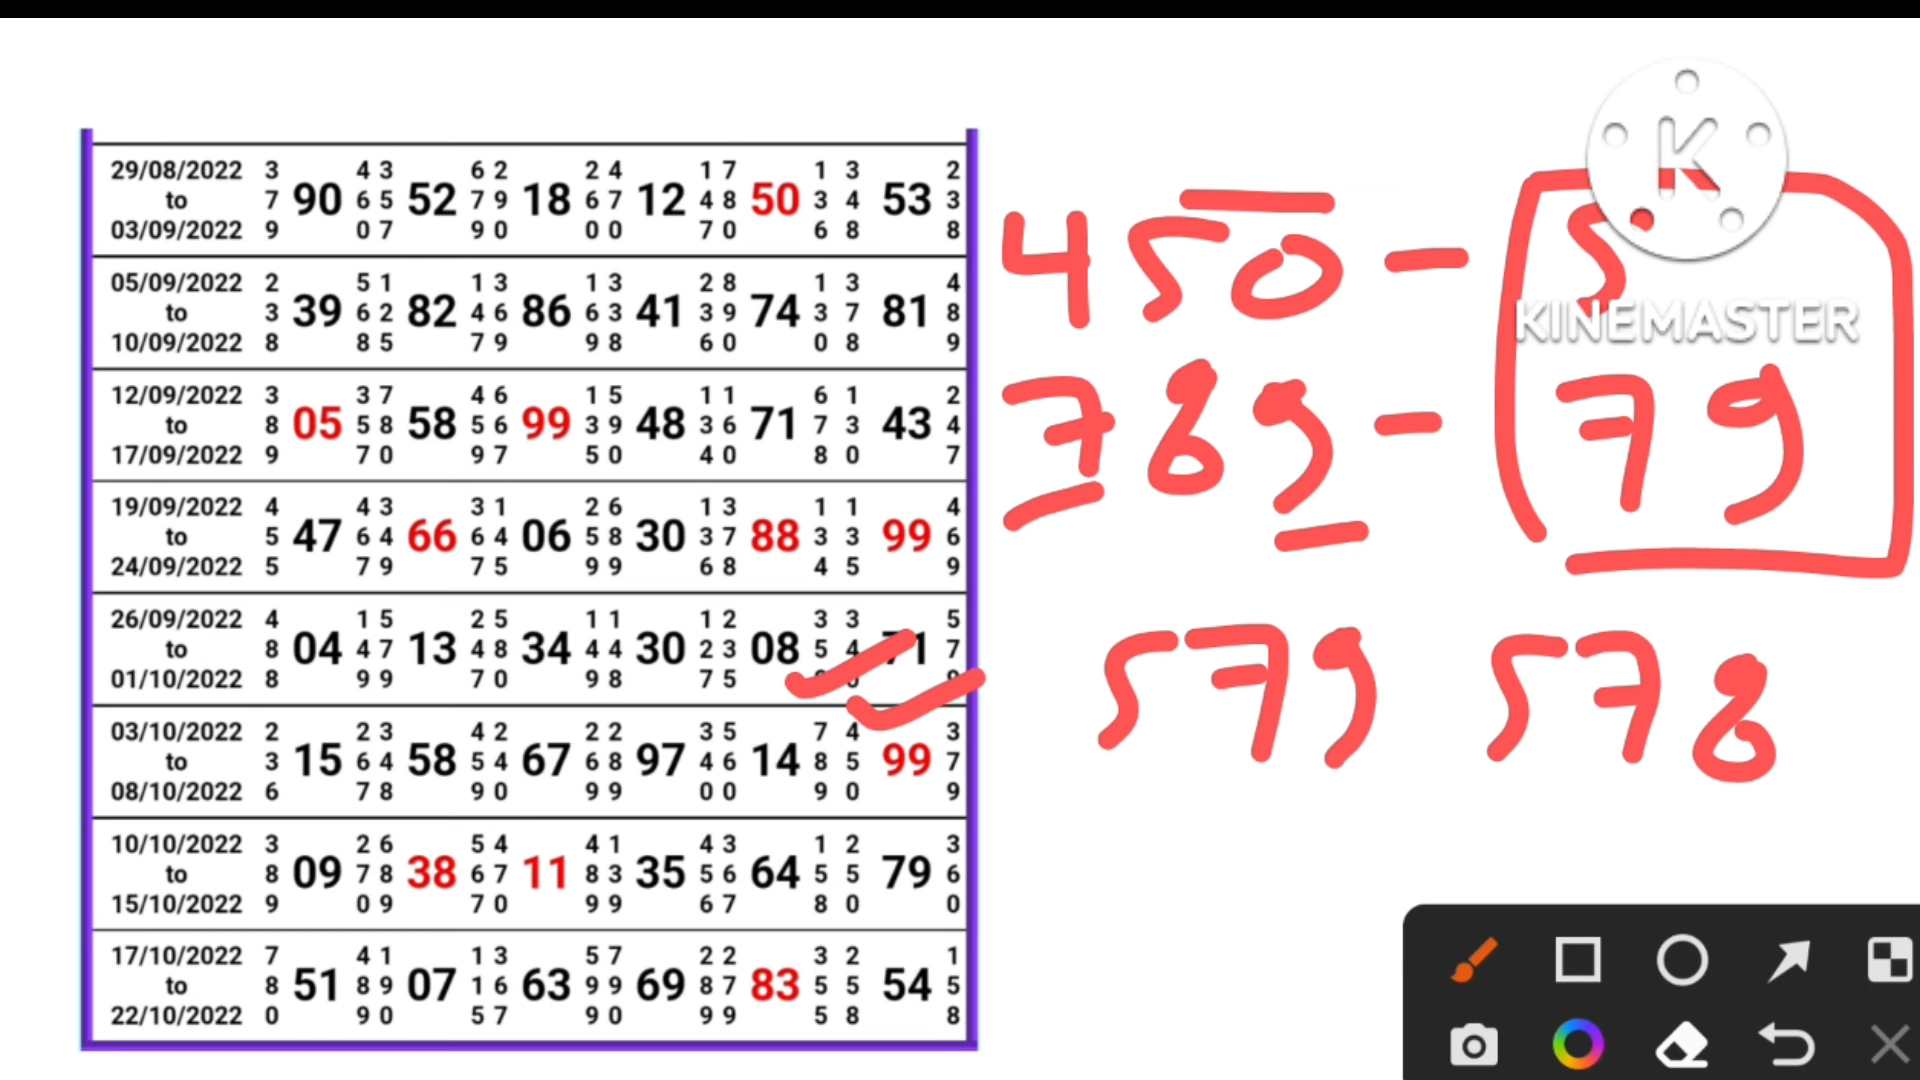 29/08/2022 3 4 3 6 2 2 4 1 7 1 3 2
to 7 90 6 5 52 7 9 18 6 7 12 4 8 50 3 4 53 3
03/09/2022 9 0 7 9 0 0 0 7 0 6 8 8
05/09/2022 2 5 1 1 3 1 3 2 8 1 3 4
to 3 39 6 2 82 4 6 86 6 3 41 3 9 74 3 7 81 8
10/09/2022 8 8 5 7 9 9 8 6 0 0 8 9
12/09/2022 3 3 7 4 6 1 5 1 1 6 1 2
to 8 05 5 8 58 5 6 99 3 9 48 3 6 71 7 3 43 4
17/09/2022 9 7 0 9 7 5 0 4 0 8 0 7
19/09/2022 4 4 3 3 1 2 6 1 3 1 1 4
to 5 47 6 4 66 6 4 06 5 8 30 3 7 88 3 3 99 6
24/09/2022 5 7 9 7 5 9 9 6 8 4 5 9
26/09/2022 4 1 5 2 5 1 1 1 2 3 3 5
to 8 04 4 7 13 4 8 34 4 4 30 2 3 08 5 4 71 7
01/10/2022 8 9 9 7 0 9 8 7 5
03/10/2022 2 2 3 4 2 2 2 3 5 7 4 3
to 3 15 6 4 58 5 4 67 6 8 97 4 6 14 8 5 99 7
08/10/2022 6 7 8 9 0 9 9 0 0 9 0 9
10/10/2022 3 2 6 5 4 4 1 4 3 1 2 3
to 8 09 7 8 38 6 7 11 8 3 35 5 6 64 5 5 79 6
15/10/2022 9 0 9 7 0 9 9 6 7 8 0 0
17/10/2022 7 4 1 1 3 5 7 2 2 3 2 1
to 8 51 8 9 07 1 6 63 9 9 69 8 7 83 5 5 54 5
22/10/2022 0 9 0 5 7 9 0 9 9 5 8 8
450 - 5
K
KINEMASTER
789 - 79
579 578